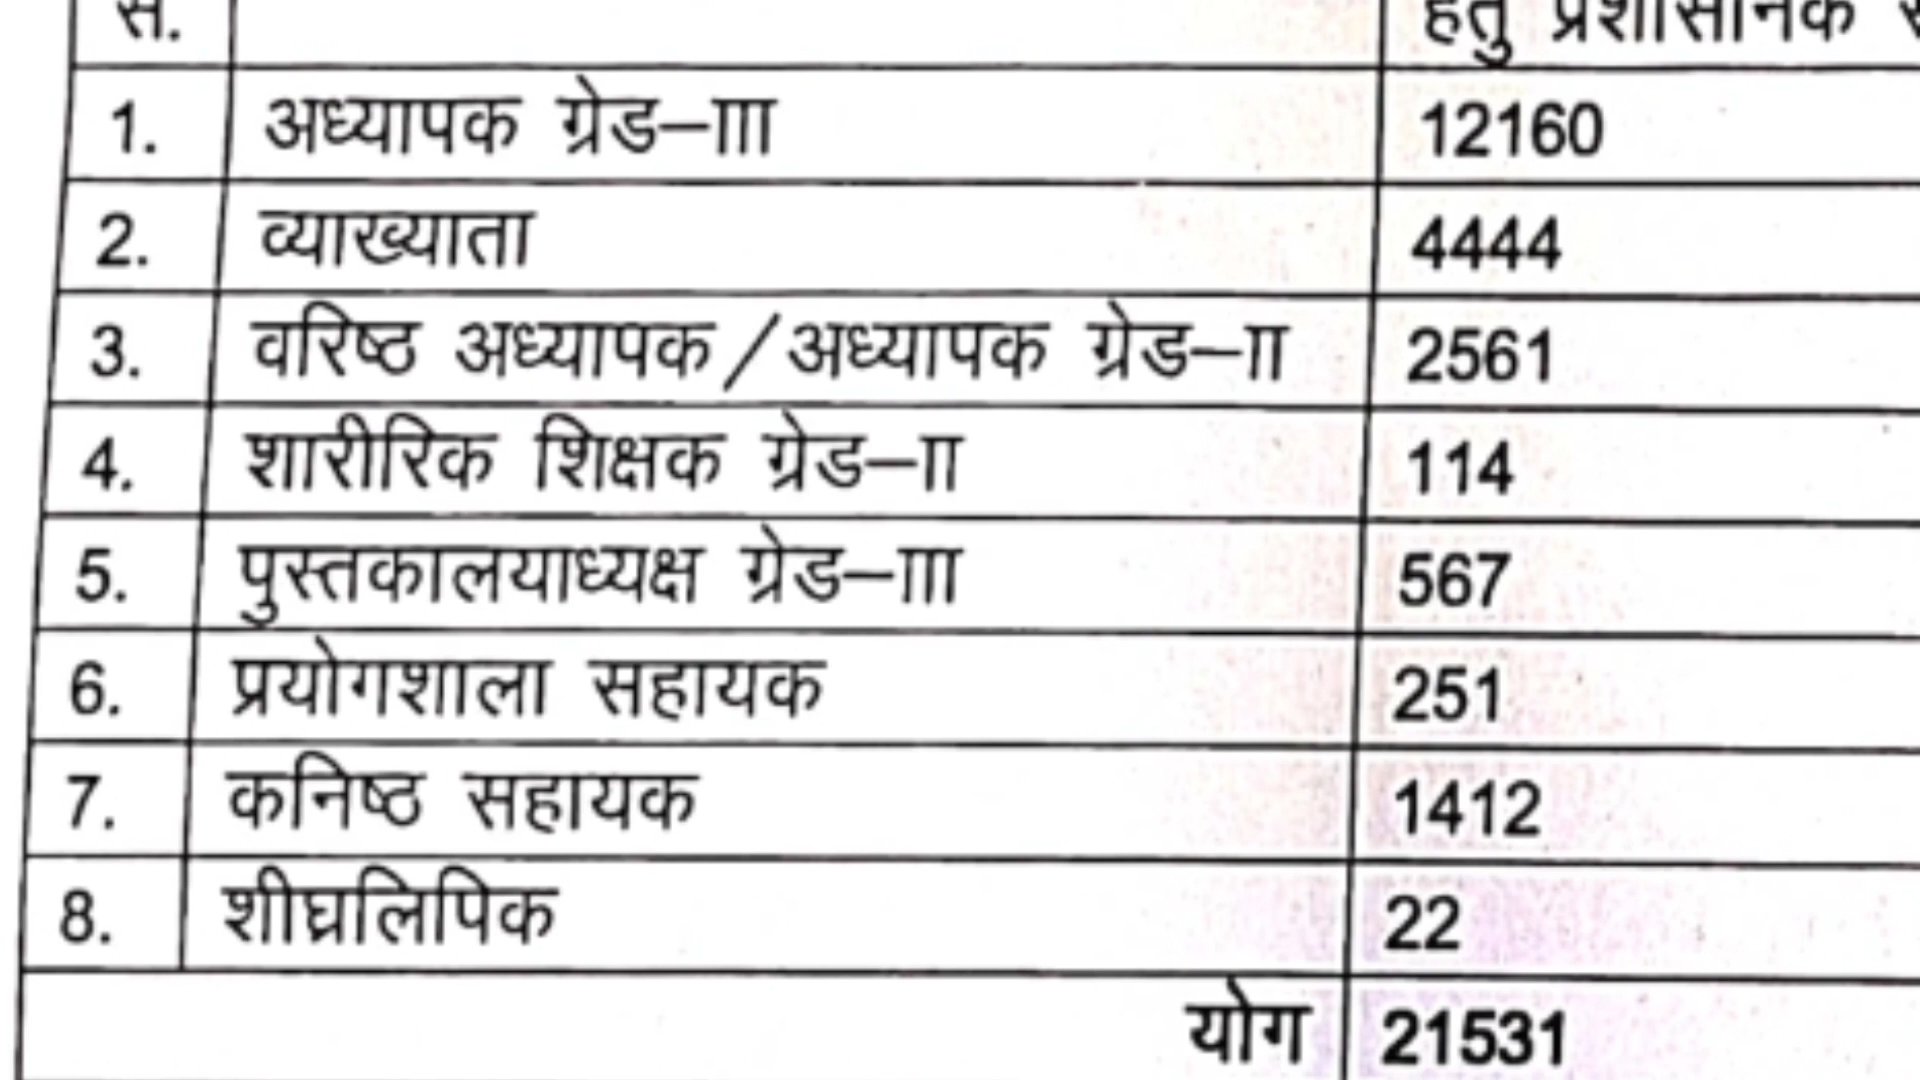 स.
हेतु प्रशासनिक
1. अध्यापक ग्रेड–III 12160
2. व्याख्याता 4444
3. वरिष्ठ अध्यापक/अध्यापक ग्रेड–II 2561
4. शारीरिक शिक्षक ग्रेड–II 114
5. पुस्तकालयाध्यक्ष ग्रेड–III 567
6. प्रयोगशाला सहायक 251
7. कनिष्ठ सहायक 1412
8. शीघ्रलिपिक 22
योग 21531